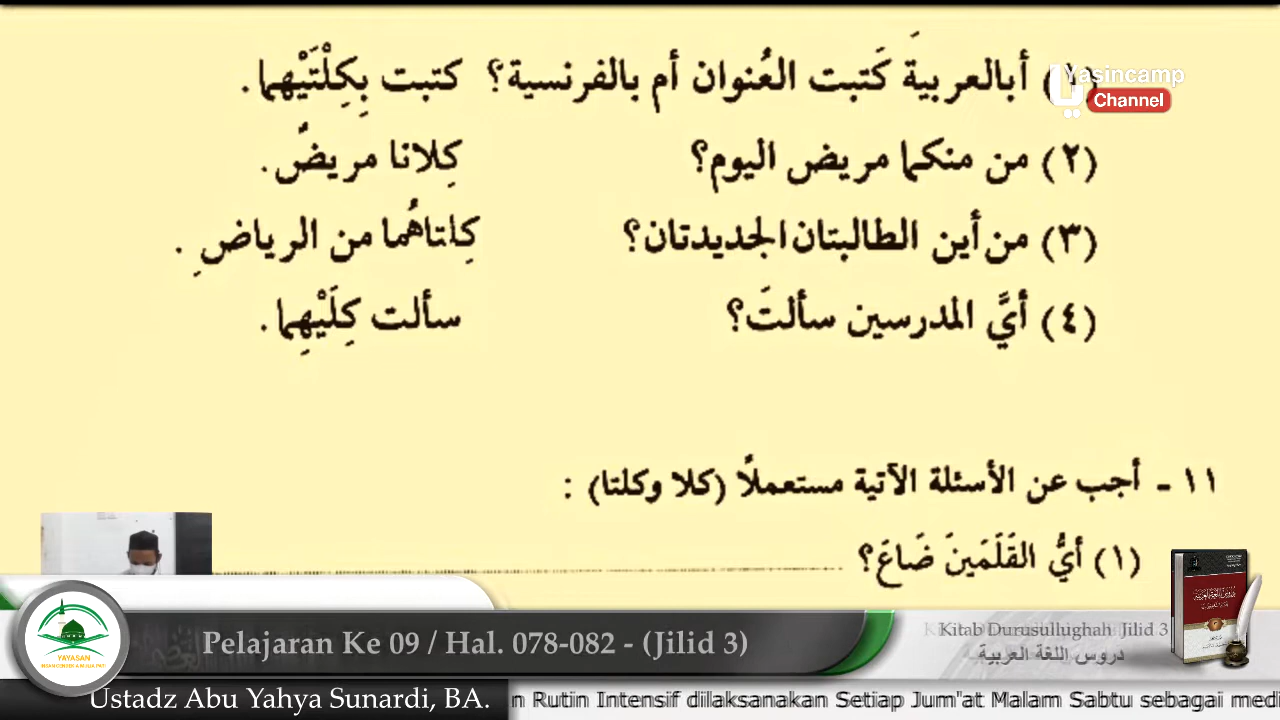 (١) أبالعربيةَ كَتبت العُنوان أم بالفرنسية؟ كتبت بِكِلْتَيْهما.
(٢) من منكما مريض اليوم؟ كِلانا مريضٌ.
(٣) من أين الطالبتان الجديدتان؟ كِلتاهُما من الرياضِ.
(٤) أيَّ المدرسين سألتَ؟ سألت كِلَيْهِما.
١١ - أجب عن الأسئلة الآتية مستعملاً (كلا وكلتا) :
(١) أيُّ القَلَمَينَ ضَاعَ؟
Yasincamp
Channel
YAYASAN
Pelajaran Ke 09 / Hal. 078-082 - (Jilid 3)
Kitab Durusullughah Jilid 3
دروس اللغة العربية
Ustadz Abu Yahya Sunardi, BA.
n Rutin Intensif dilaksanakan Setiap Jum"at Malam Sabtu sebagai medi